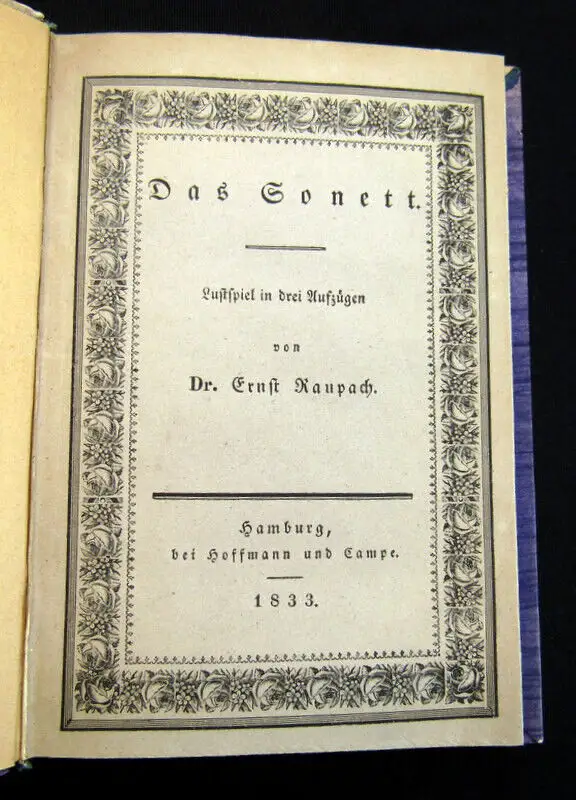 Das Sonett.
Lustspiel in drei Aufzügen
von
Dr. Ernst Raupach.
Hamburg,
bei Hoffmann und Campe.
1833.